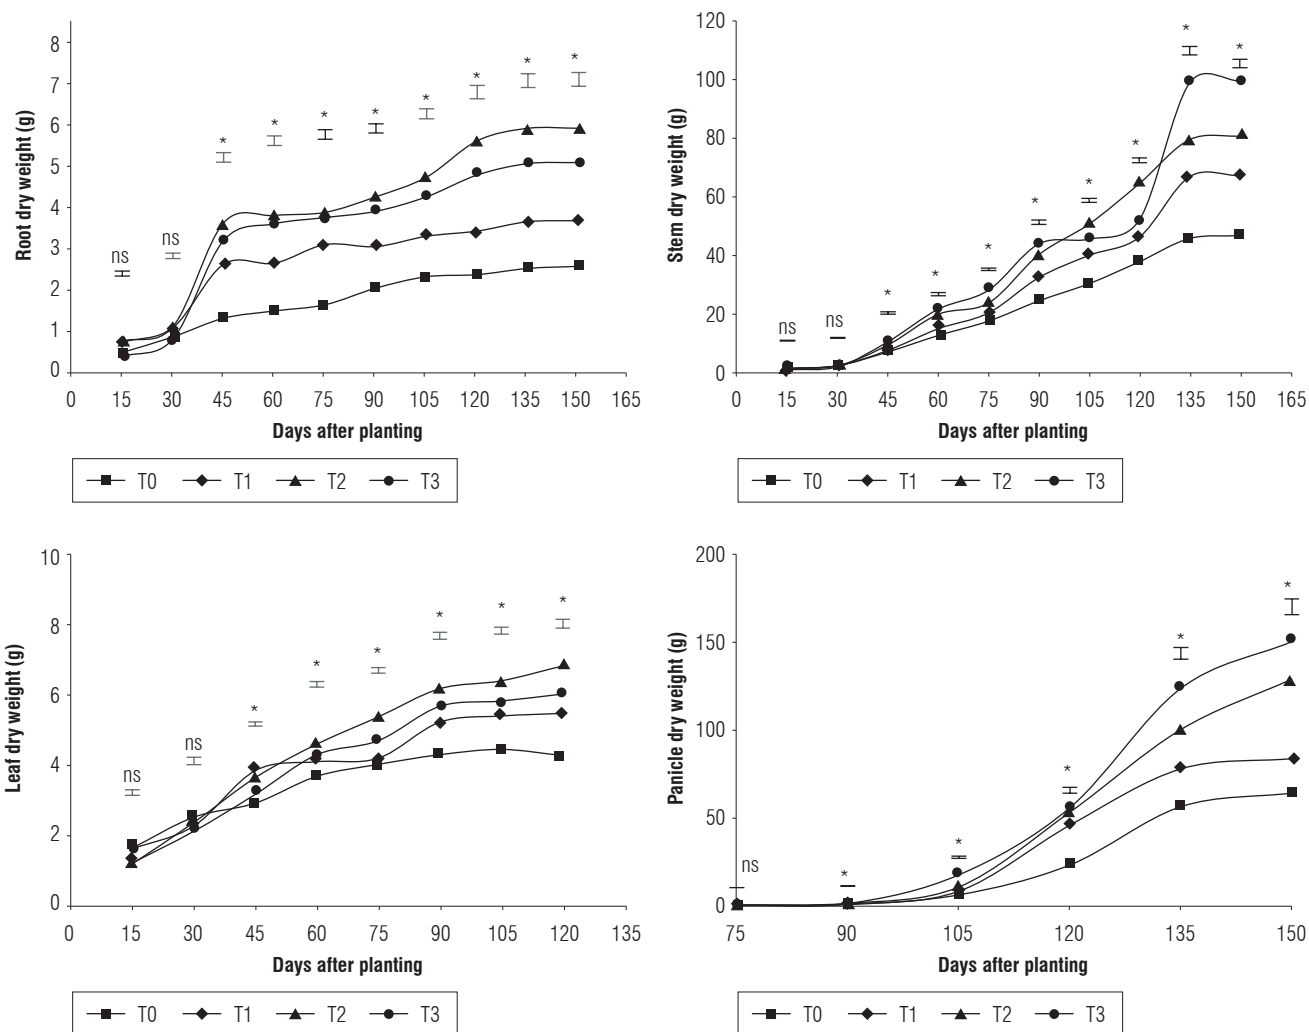 Root dry weight (g)
8
7
6
5
4
3
2
1
0
ns
ns
*
*
*
*
*
*
*
*
0 15 30 45 60 75 90 105 120 135 150 165
Days after planting
T0 T1 T2 T3
Stem dry weight (g)
120
100
80
60
40
20
0
ns
ns
*
*
*
*
*
*
*
*
0 15 30 45 60 75 90 105 120 135 150 165
Days after planting
T0 T1 T2 T3
Leaf dry weight (g)
10
8
6
4
2
0
ns
ns
*
*
*
*
*
*
0 15 30 45 60 75 90 105 120 135
Days after planting
T0 T1 T2 T3
Panicle dry weight (g)
200
150
100
50
0
ns
*
*
*
*
*
75 90 105 120 135 150
Days after planting
T0 T1 T2 T3